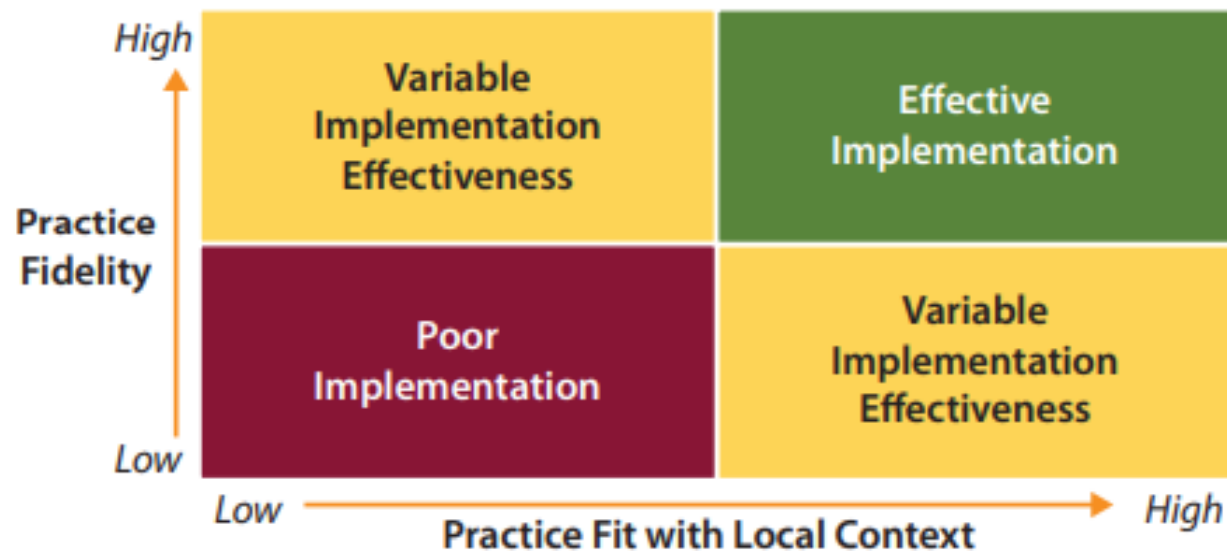 High
Variable
Implementation
Effectiveness
Effective
Implementation
Practice
Fidelity
Poor
Implementation
Variable
Implementation
Effectiveness
Low
Low
High
Practice Fit with Local Context